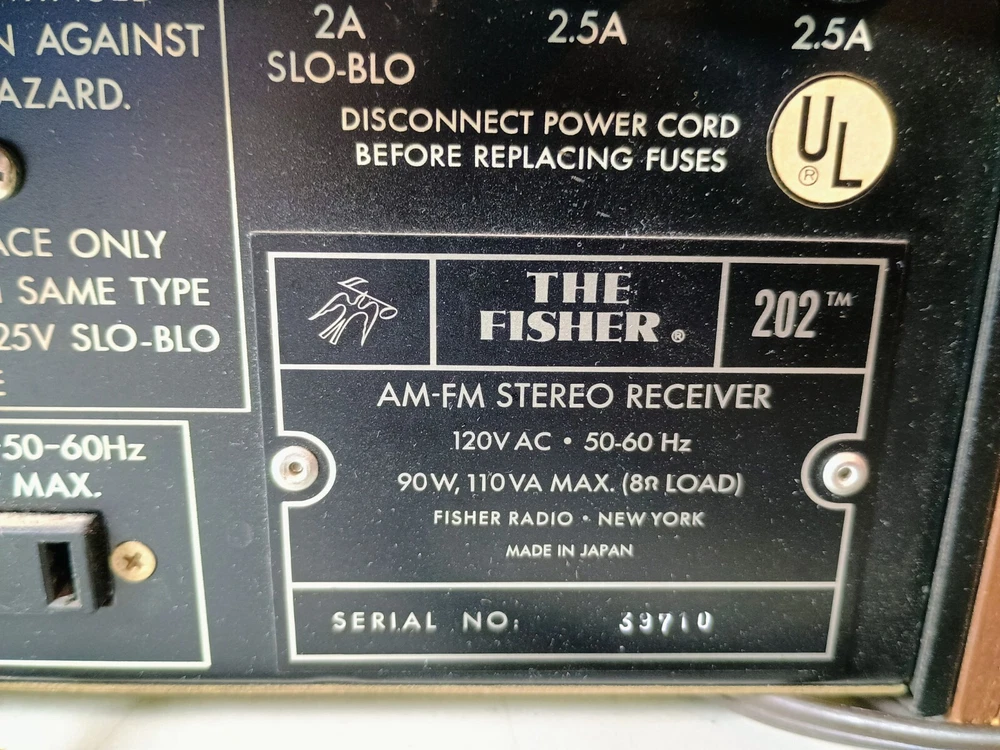 N AGAINST
AZARD.
2A
SLO-BLO
2.5A
2.5A
DISCONNECT POWER CORD
BEFORE REPLACING FUSES
UL
®
ACE ONLY
SAME TYPE
25V SLO-BLO
E
50-60Hz
MAX.
THE
FISHER®
202™
AM-FM STEREO RECEIVER
120V AC • 50-60 Hz
90W, 110VA MAX. (8Ω LOAD)
FISHER RADIO • NEW YORK
MADE IN JAPAN
SERIAL NO: 39710